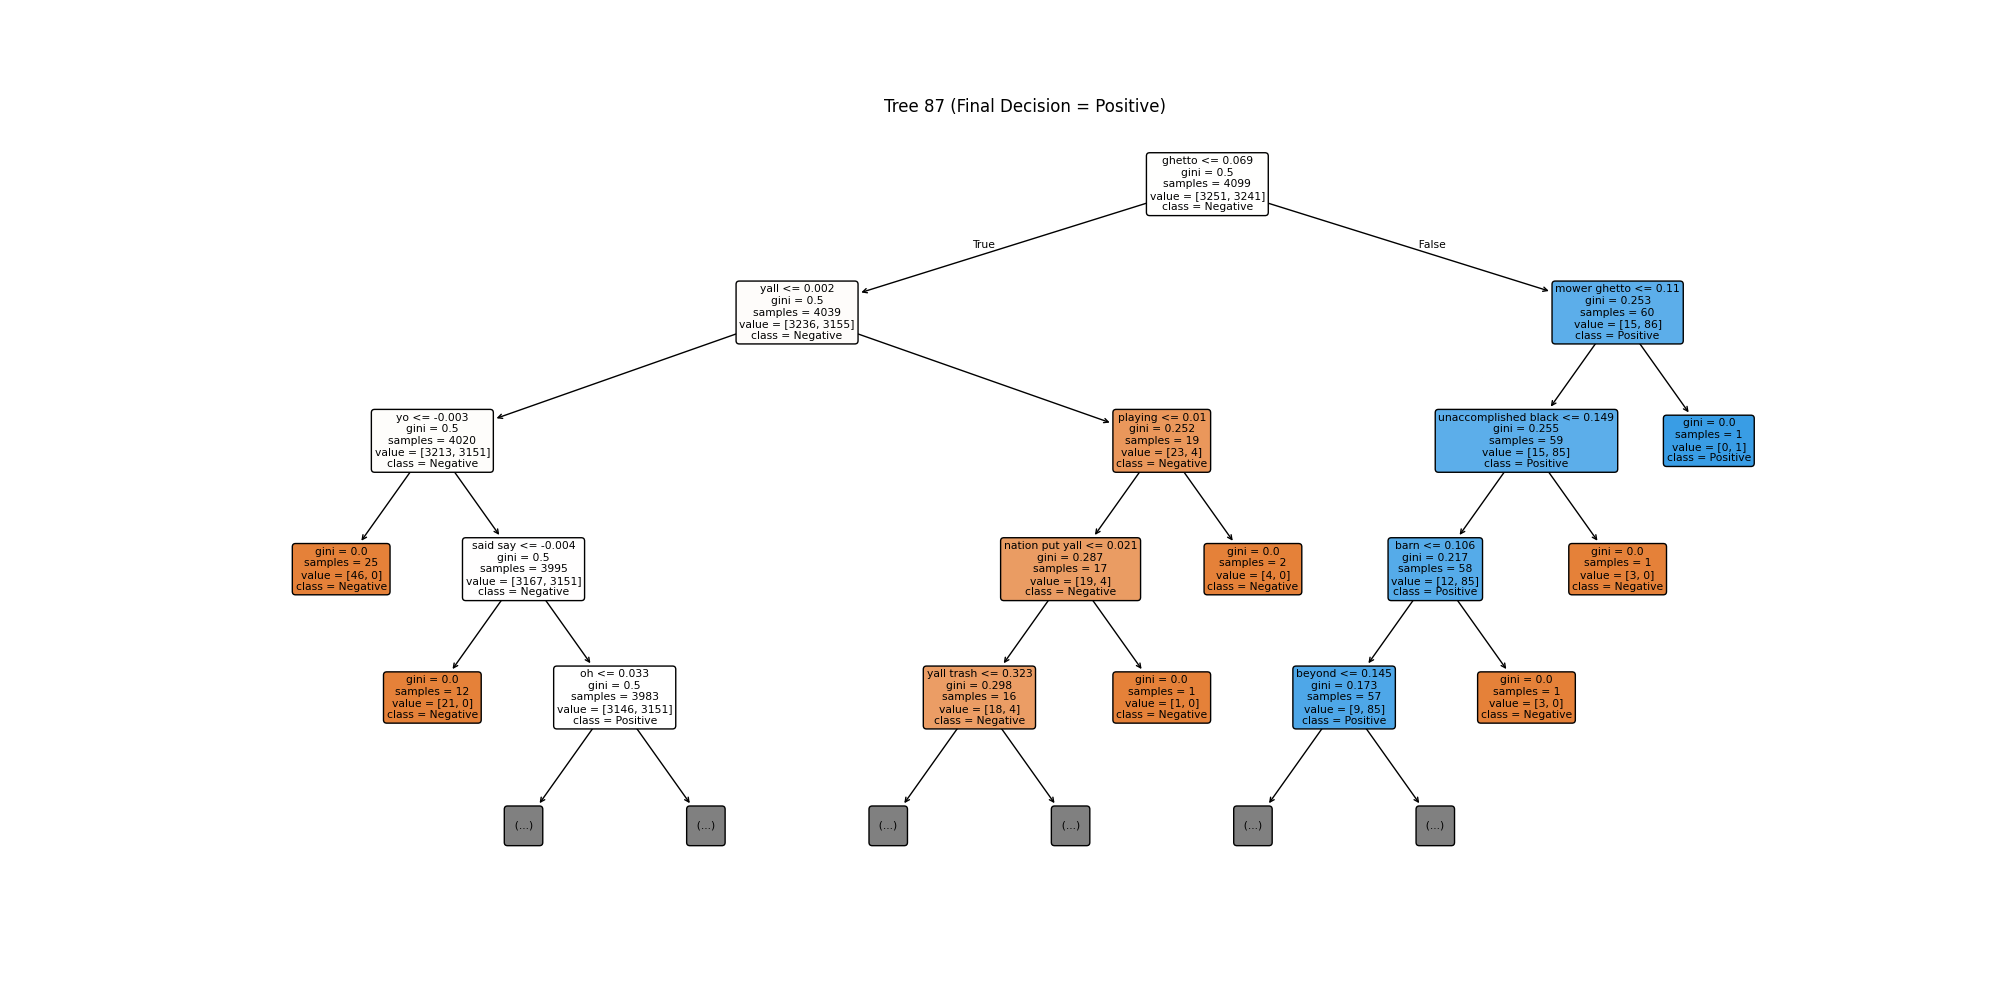 Tree 87 (Final Decision = Positive)
ghetto <= 0.069
gini = 0.5
samples = 4099
value = [3251, 3241]
class = Negative
True
False
yall <= 0.002
gini = 0.5
samples = 4039
value = [3236, 3155]
class = Negative
mower ghetto <= 0.11
gini = 0.253
samples = 60
value = [15, 86]
class = Positive
yo <= -0.003
gini = 0.5
samples = 4020
value = [3213, 3151]
class = Negative
playing <= 0.01
gini = 0.252
samples = 19
value = [23, 4]
class = Negative
unaccomplished black <= 0.149
gini = 0.255
samples = 59
value = [15, 85]
class = Positive
gini = 0.0
samples = 1
value = [0, 1]
class = Positive
gini = 0.0
samples = 25
value = [46, 0]
class = Negative
said say <= -0.004
gini = 0.5
samples = 3995
value = [3167, 3151]
class = Negative
nation put yall <= 0.021
gini = 0.287
samples = 17
value = [19, 4]
class = Negative
gini = 0.0
samples = 2
value = [4, 0]
class = Negative
barn <= 0.106
gini = 0.217
samples = 58
value = [12, 85]
class = Positive
gini = 0.0
samples = 1
value = [3, 0]
class = Negative
gini = 0.0
samples = 12
value = [21, 0]
class = Negative
oh <= 0.033
gini = 0.5
samples = 3983
value = [3146, 3151]
class = Positive
yall trash <= 0.323
gini = 0.298
samples = 16
value = [18, 4]
class = Negative
gini = 0.0
samples = 1
value = [1, 0]
class = Negative
beyond <= 0.145
gini = 0.173
samples = 57
value = [9, 85]
class = Positive
gini = 0.0
samples = 1
value = [3, 0]
class = Negative
(...)
(...)
(...)
(...)
(...)
(...)